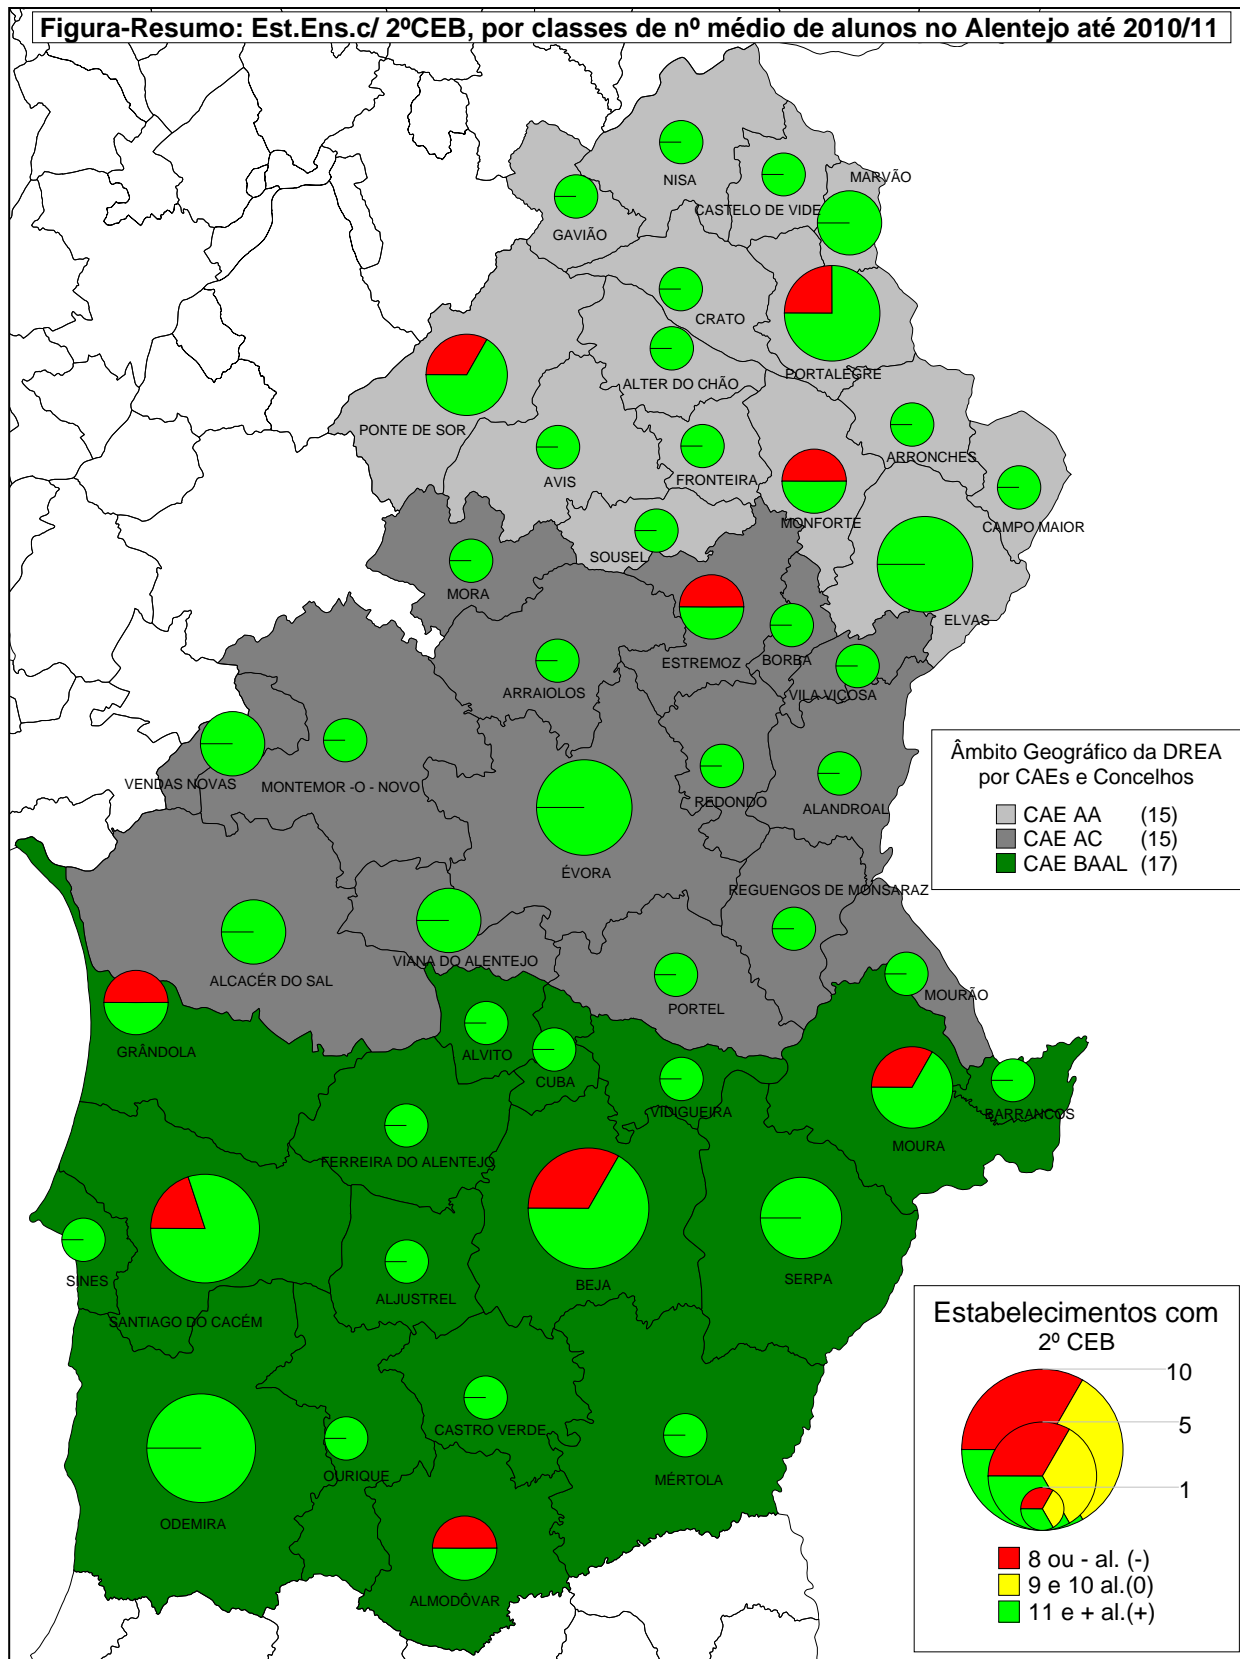 Figura-Resumo: Est.Ens.c/ 2ºCEB, por classes de nº médio de alunos no Alentejo até 2010/11
NISA
MARVÃO
CASTELO DE VIDE
GAVIÃO
CRATO
PORTALEGRE
ALTER DO CHÃO
PONTE DE SOR
ARRONCHES
AVIS
FRONTEIRA
MONFORTE
CAMPO MAIOR
SOUSEL
MORA
ELVAS
ESTREMOZ
BORBA
VILA VIÇOSA
ARRAIOLOS
VENDAS NOVAS
MONTEMOR -O - NOVO
REDONDO
ALANDROAL
ÉVORA
REGUENGOS DE MONSARAZ
VIANA DO ALENTEJO
ALCACÉR DO SAL
PORTEL
MOURÃO
GRÂNDOLA
ALVITO
CUBA
VIDIGUEIRA
BARRANCOS
MOURA
FERREIRA DO ALENTEJO
SINES
BEJA
SERPA
ALJUSTREL
SANTIAGO DO CACÉM
CASTRO VERDE
OURIQUE
MÉRTOLA
ODEMIRA
ALMODÔVAR
Âmbito Geográfico da DREA
por CAEs e Concelhos
CAE AA (15)
CAE AC (15)
CAE BAAL (17)
Estabelecimentos com
2º CEB
10
5
1
8 ou - al. (-)
9 e 10 al.(0)
11 e + al.(+)